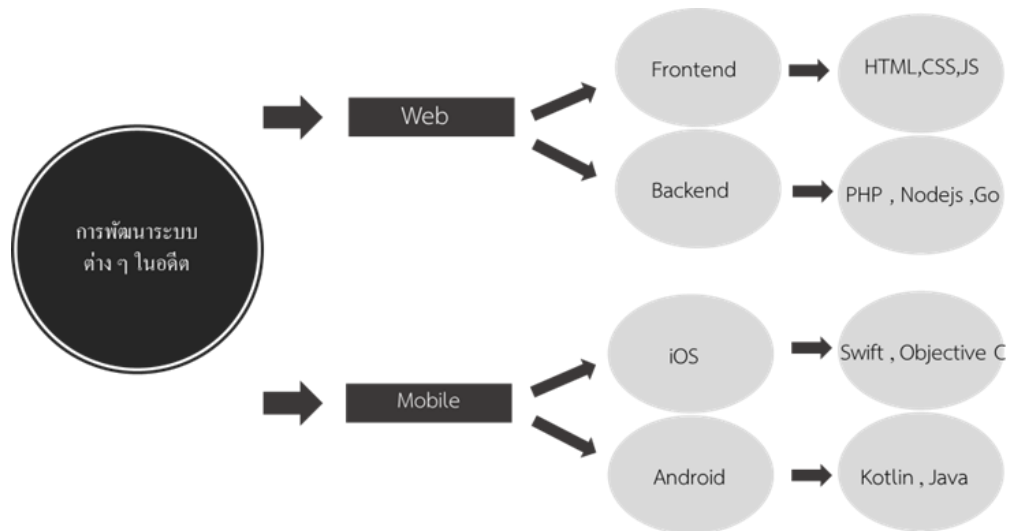 การพัฒนาระบบ
ต่าง ๆ ในอดีต
Web
Frontend
HTML,CSS,JS
Backend
PHP , Nodejs ,Go
Mobile
iOS
Swift , Objective C
Android
Kotlin , Java